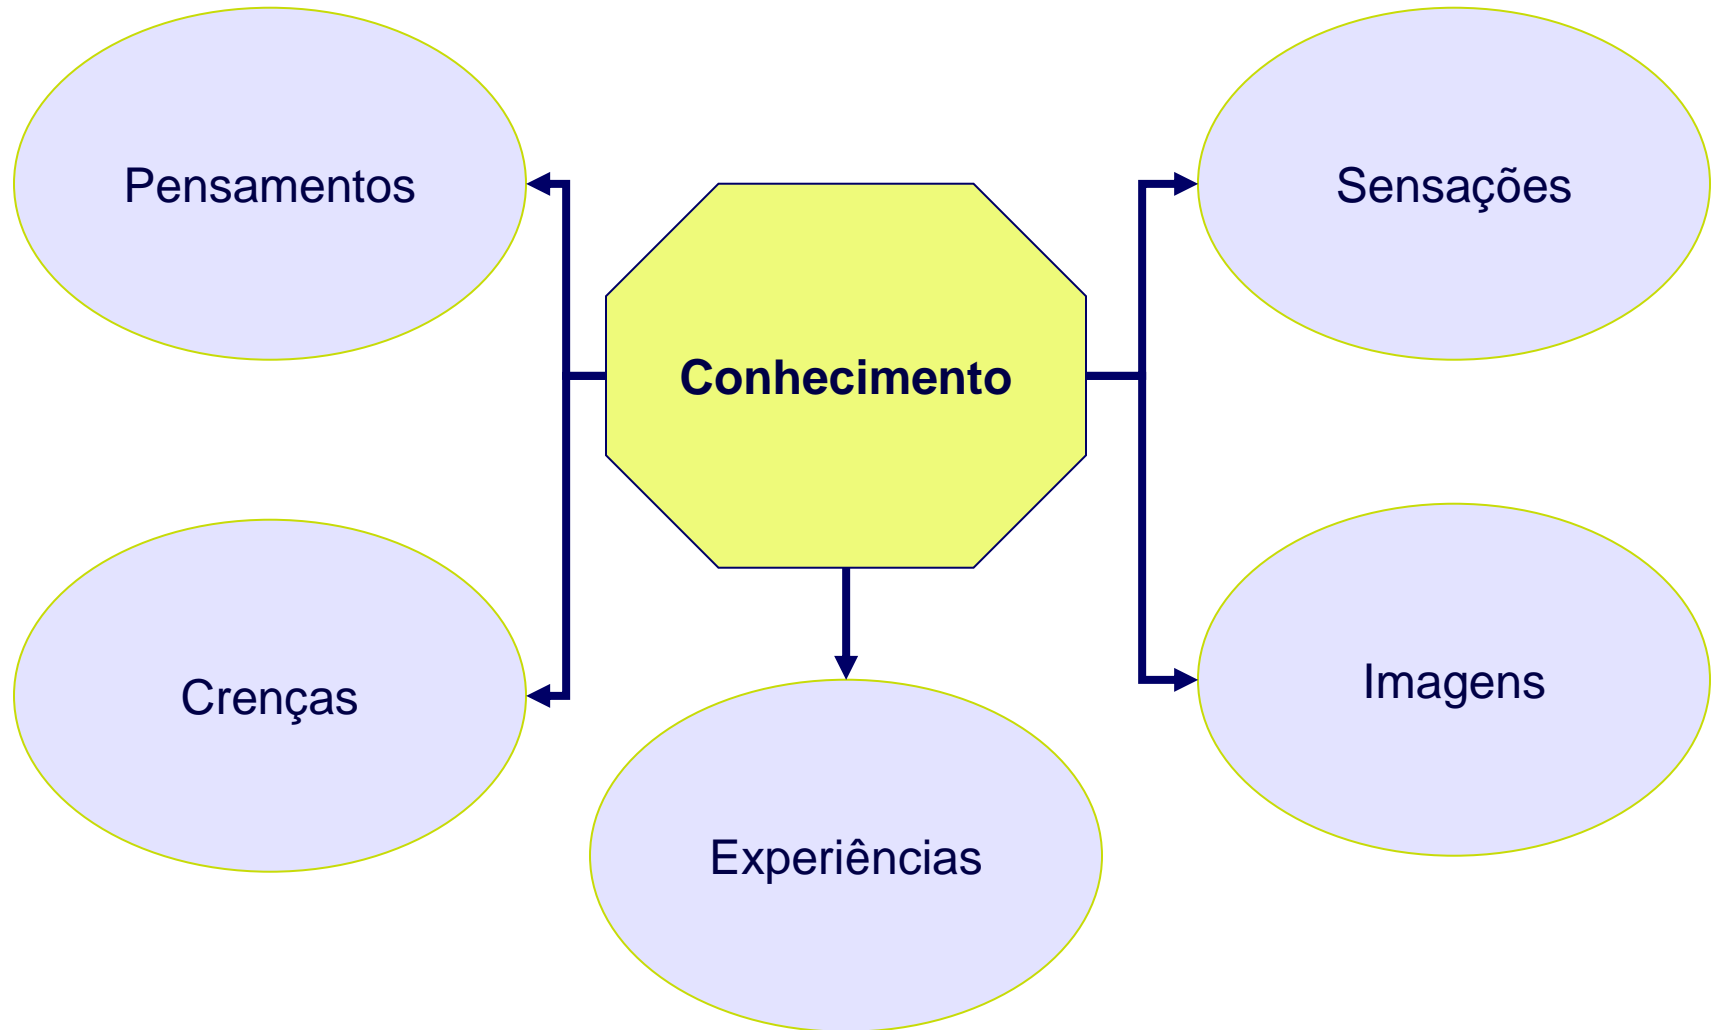 Pensamentos
Sensações
Conhecimento
Crenças
Imagens
Experiências